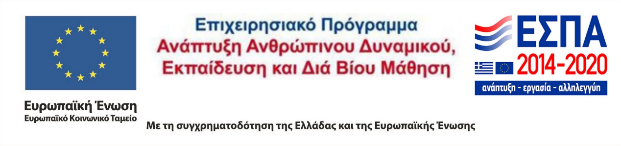 Επιχειρησιακό Πρόγραμμα
Ανάπτυξη Ανθρώπινου Δυναμικού,
Εκπαίδευση και Διά Βίου Μάθηση
Ευρωπαϊκή Ένωση
Ευρωπαϊκό Κοινωνικό Ταμείο
ΕΣΠΑ
2014-2020
ανάπτυξη - εργασία - αλληλεγγύη
Με τη συγχρηματοδότηση της Ελλάδας και της Ευρωπαϊκής Ένωσης